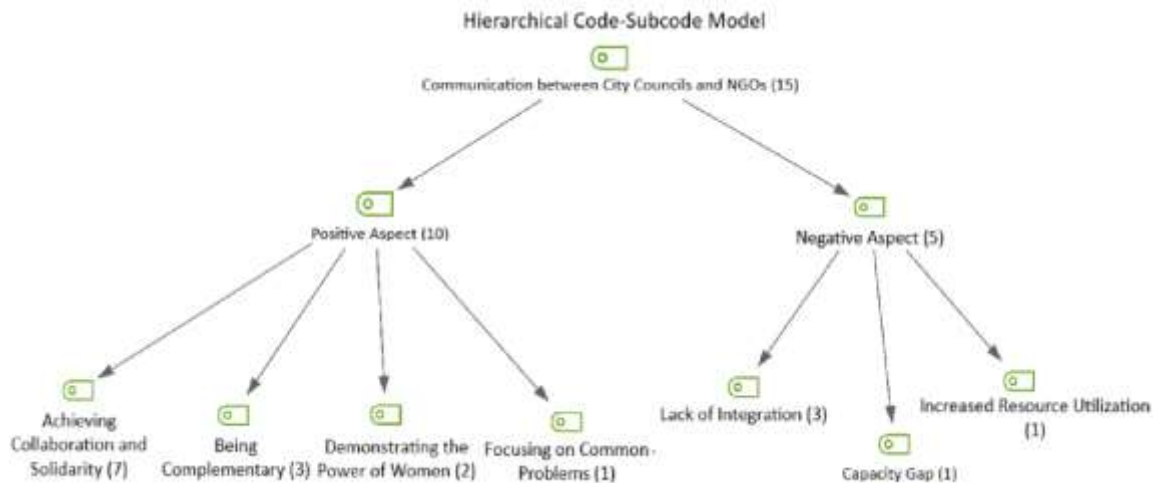 Hierarchical Code-Subcode Model
Communication between City Councils and NGOs (15)
Positive Aspect (10)
Negative Aspect (5)
Achieving
Collaboration and
Solidarity (7)
Being
Complementary (3)
Demonstrating the
Power of Women (2)
Focusing on Common-
Problems (1)
Lack of Integration (3)
Capacity Gap (1)
Increased Resource Utilization
(1)